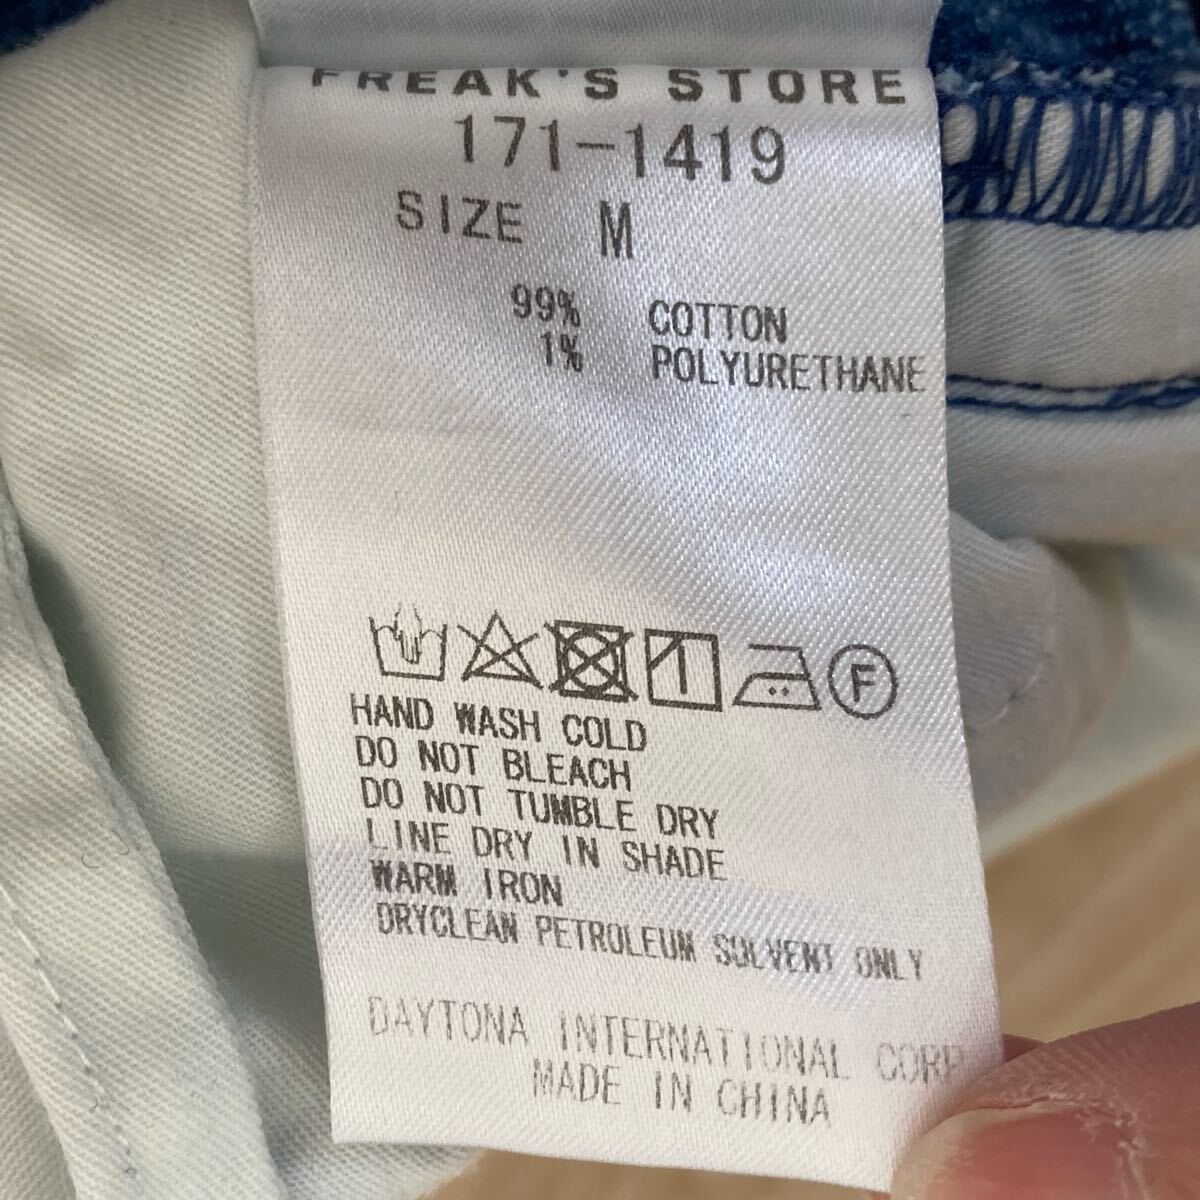 FREAK'S STORE
171-1419
SIZE M
99% COTTON
1% POLYURETHANE
F
HAND WASH COLD
DO NOT BLEACH
DO NOT TUMBLE DRY
LINE DRY IN SHADE
WARM IRON
DRYCLEAN PETROLEUM SOLVENT ONLY
DAYTONA INTERNATIONAL CORP
MADE IN CHINA